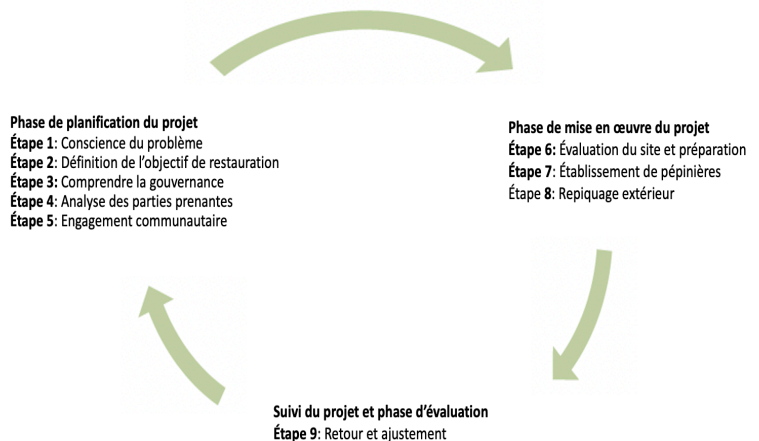 Phase de planification du projet
Étape 1: Conscience du problème
Étape 2: Définition de l'objectif de restauration
Étape 3: Comprendre la gouvernance
Étape 4: Analyse des parties prenantes
Étape 5: Engagement communautaire
Phase de mise en œuvre du projet
Étape 6: Évaluation du site et préparation
Étape 7: Établissement de pépinières
Étape 8: Repiquage extérieur
Suivi du projet et phase d'évaluation
Étape 9: Retour et ajustement